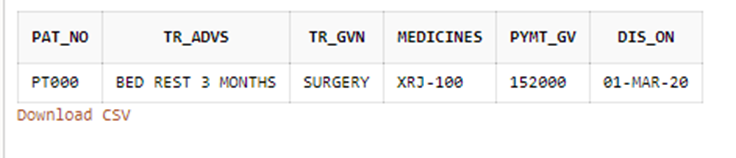 PAT_NO TR_ADVS TR_GVN MEDICINES PYMT_GV DIS_ON
PT000 BED REST 3 MONTHS SURGERY XRJ-100 152000 01-MAR-20
Download CSV